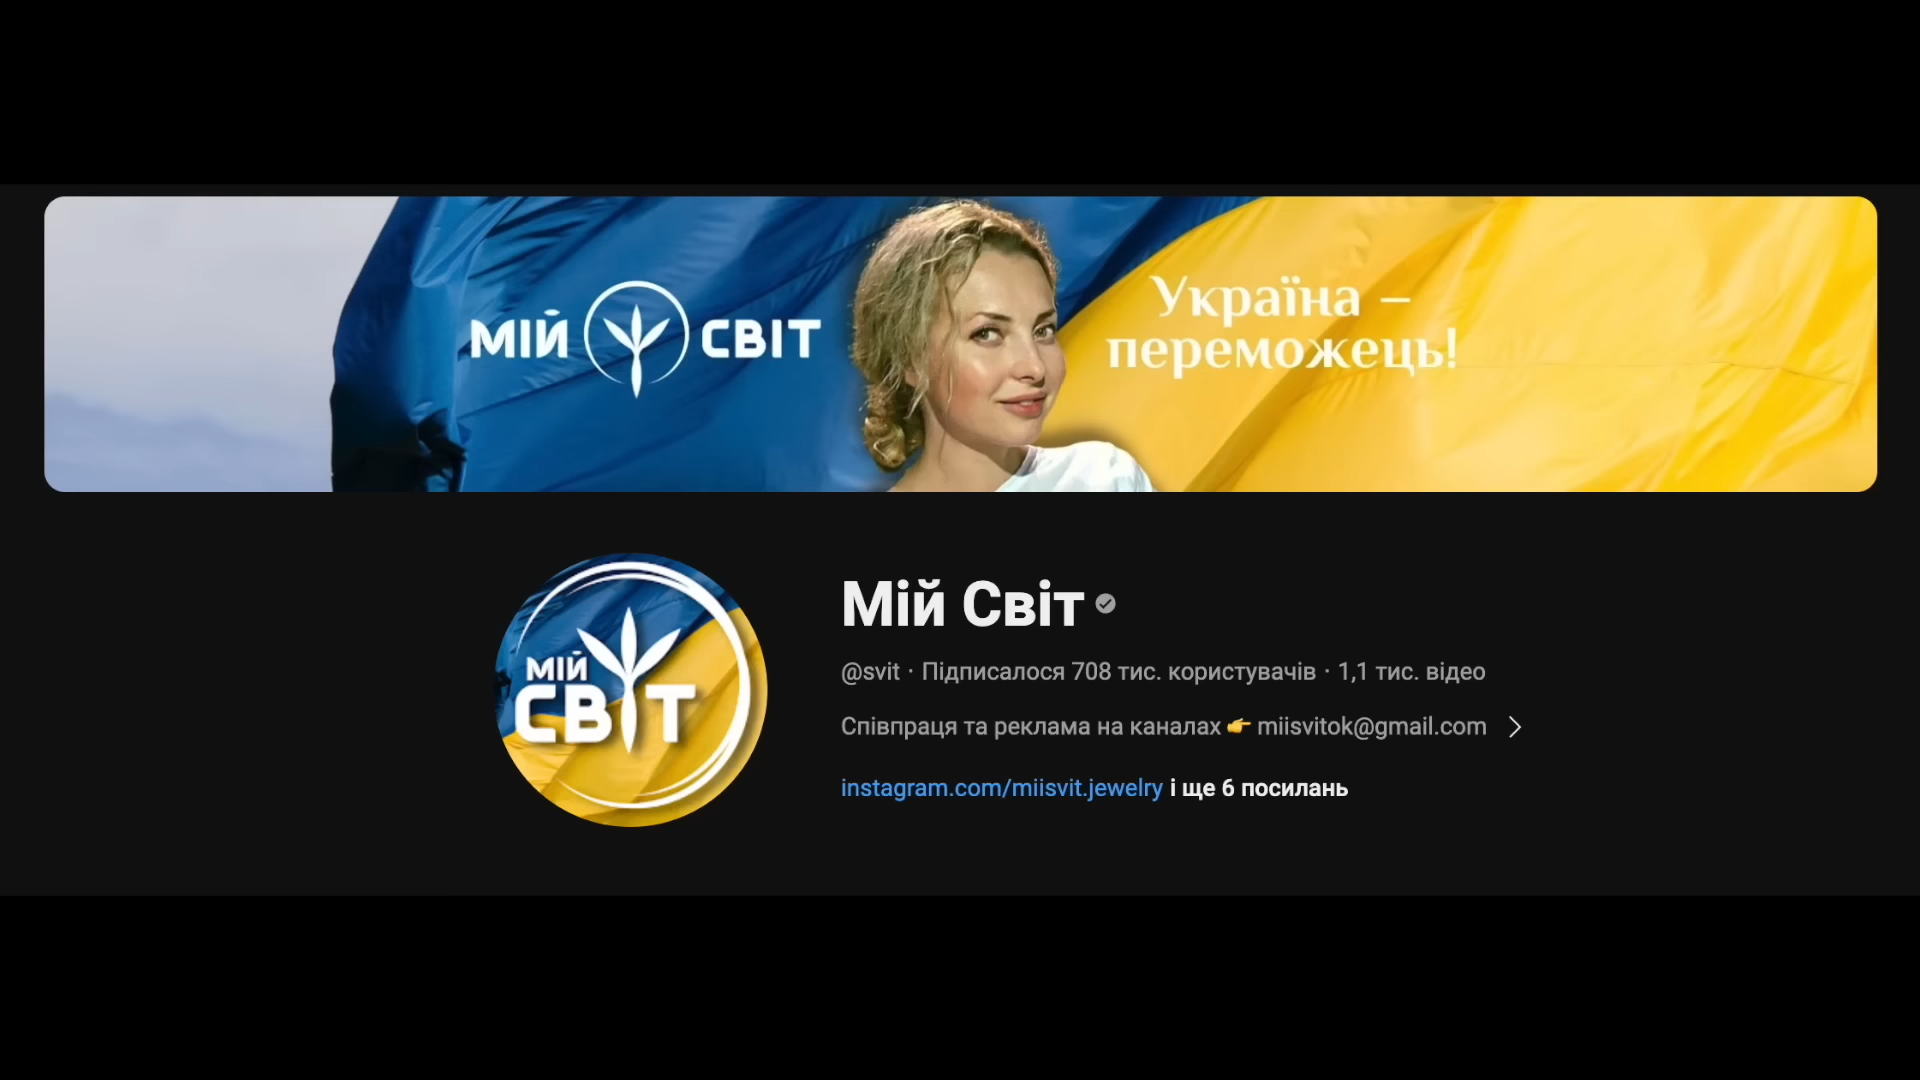 МІЙ СВІТ
Україна –
переможець!
МІЙ
СВІТ
Мій Світ
@svit · Підписалося 708 тис. користувачів · 1,1 тис. відео
Співпраця та реклама на каналах 👉 miisvitok@gmail.com
instagram.com/miisvit.jewelry і ще 6 посилань